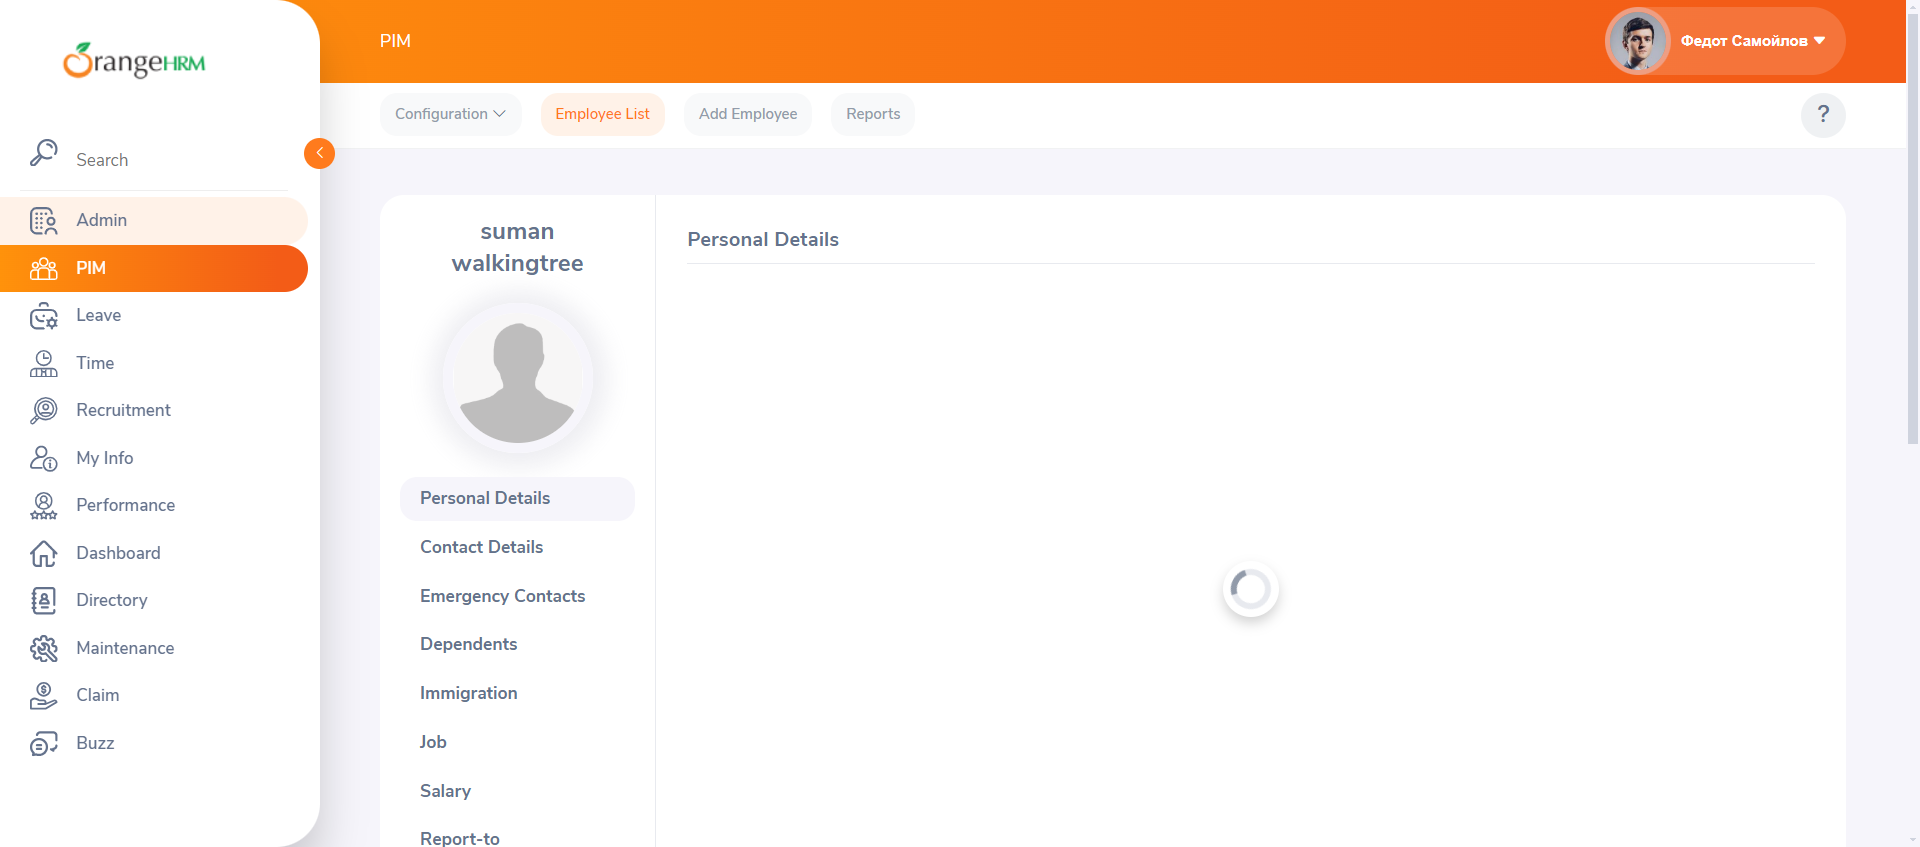 OrangeHRM
PIM
Федот Самойлов
Configuration
Employee List
Add Employee
Reports
?
Search
Admin
PIM
Leave
Time
Recruitment
My Info
Performance
Dashboard
Directory
Maintenance
Claim
Buzz
suman
walkingtree
Personal Details
Contact Details
Emergency Contacts
Dependents
Immigration
Job
Salary
Report-to
Personal Details